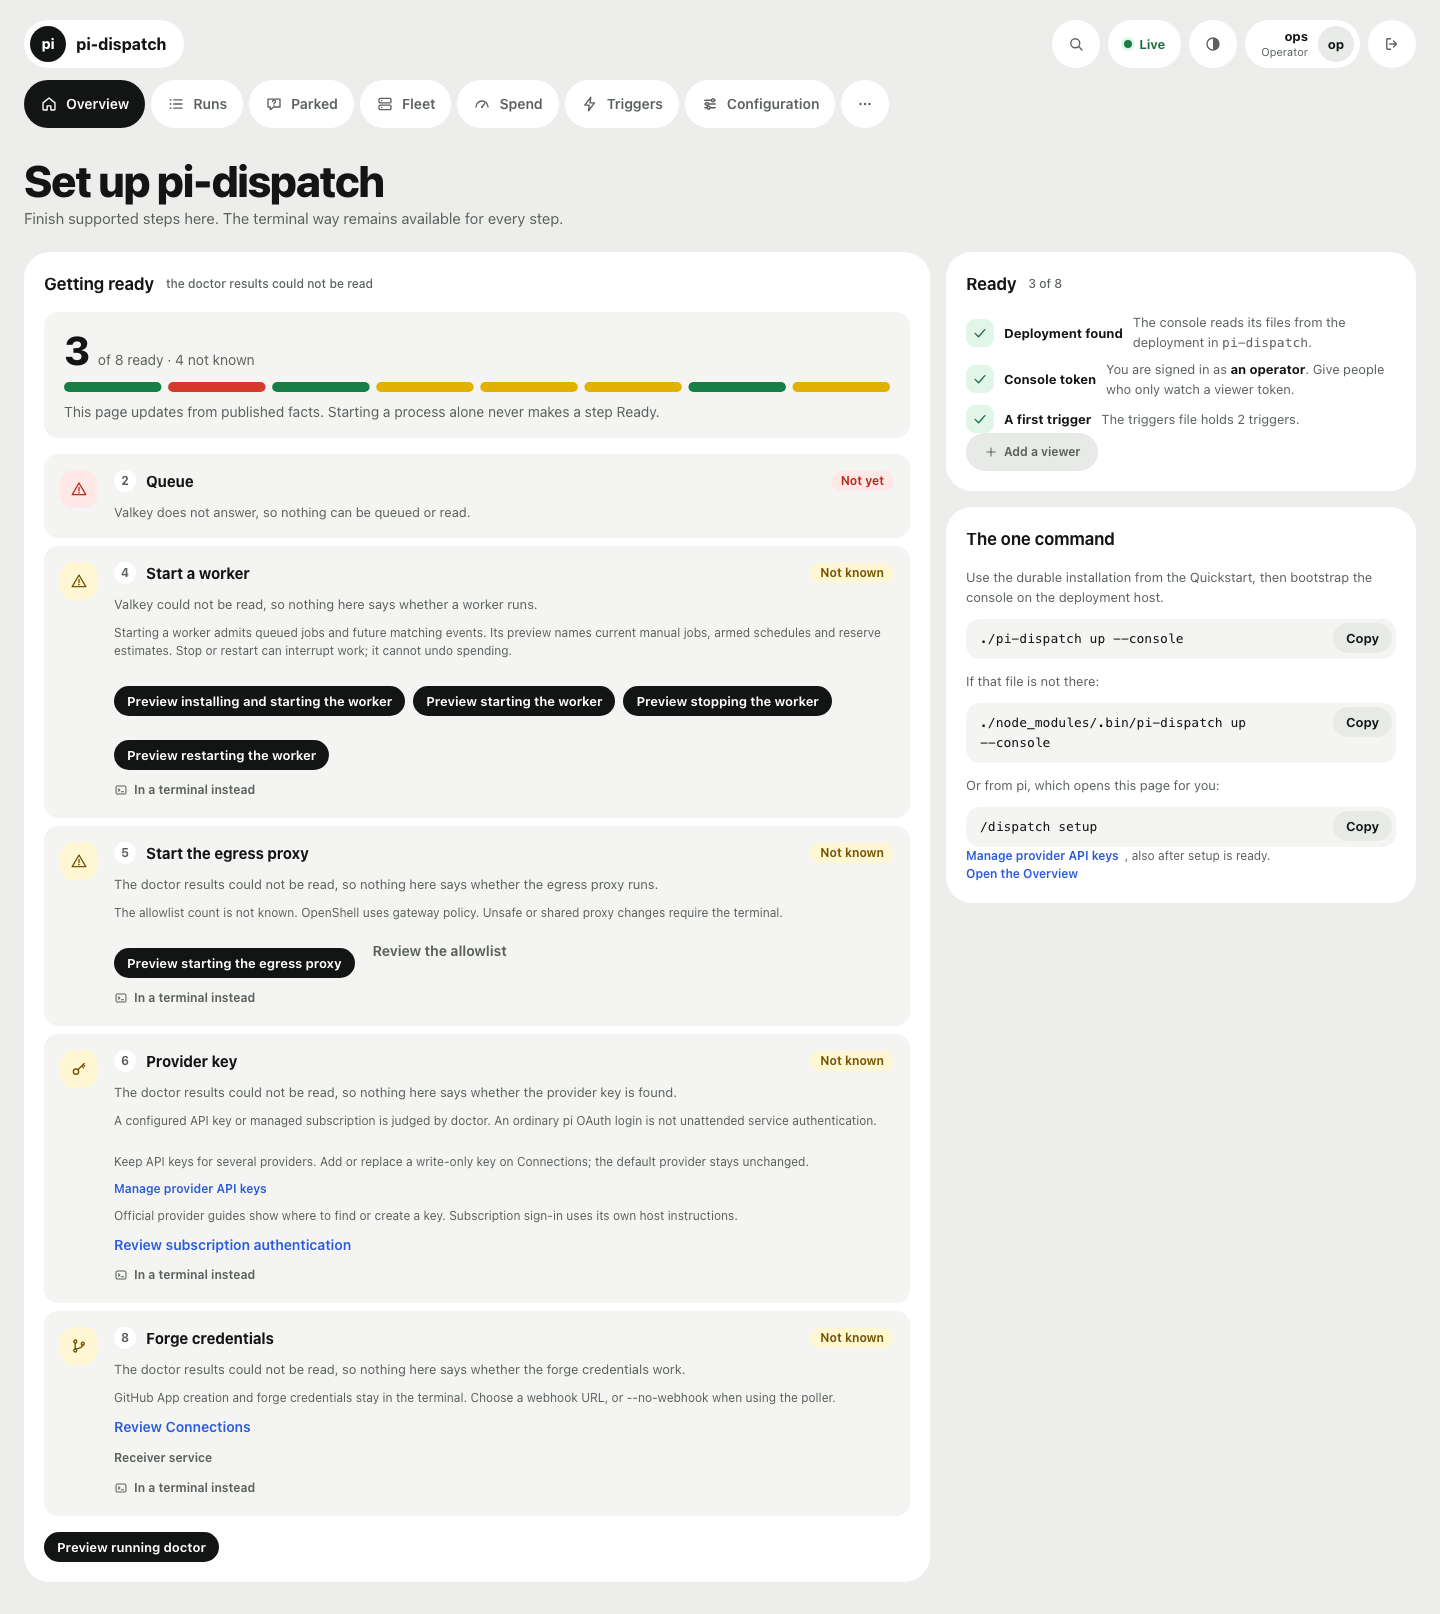 pi pi-dispatch
Live
ops
Operator
op
Overview Runs Parked Fleet Spend Triggers Configuration ···
Set up pi-dispatch
Finish supported steps here. The terminal way remains available for every step.
Getting ready the doctor results could not be read
3 of 8 ready · 4 not known
This page updates from published facts. Starting a process alone never makes a step Ready.
2 Queue Not yet
Valkey does not answer, so nothing can be queued or read.
4 Start a worker Not known
Valkey could not be read, so nothing here says whether a worker runs.
Starting a worker admits queued jobs and future matching events. Its preview names current manual jobs, armed schedules and reserve
estimates. Stop or restart can interrupt work; it cannot undo spending.
Preview installing and starting the worker Preview starting the worker Preview stopping the worker
Preview restarting the worker
In a terminal instead
5 Start the egress proxy Not known
The doctor results could not be read, so nothing here says whether the egress proxy runs.
The allowlist count is not known. OpenShell uses gateway policy. Unsafe or shared proxy changes require the terminal.
Preview starting the egress proxy Review the allowlist
In a terminal instead
6 Provider key Not known
The doctor results could not be read, so nothing here says whether the provider key is found.
A configured API key or managed subscription is judged by doctor. An ordinary pi OAuth login is not unattended service authentication.
Keep API keys for several providers. Add or replace a write-only key on Connections; the default provider stays unchanged.
Manage provider API keys
Official provider guides show where to find or create a key. Subscription sign-in uses its own host instructions.
Review subscription authentication
In a terminal instead
8 Forge credentials Not known
The doctor results could not be read, so nothing here says whether the forge credentials work.
GitHub App creation and forge credentials stay in the terminal. Choose a webhook URL, or --no-webhook when using the poller.
Review Connections
Receiver service
In a terminal instead
Preview running doctor
Ready 3 of 8
Deployment found The console reads its files from the
deployment in pi-dispatch.
Console token You are signed in as an operator. Give people
who only watch a viewer token.
A first trigger The triggers file holds 2 triggers.
+ Add a viewer
The one command
Use the durable installation from the Quickstart, then bootstrap the
console on the deployment host.
./pi-dispatch up --console Copy
If that file is not there:
./node_modules/.bin/pi-dispatch up Copy
--console
Or from pi, which opens this page for you:
/dispatch setup Copy
Manage provider API keys , also after setup is ready.
Open the Overview